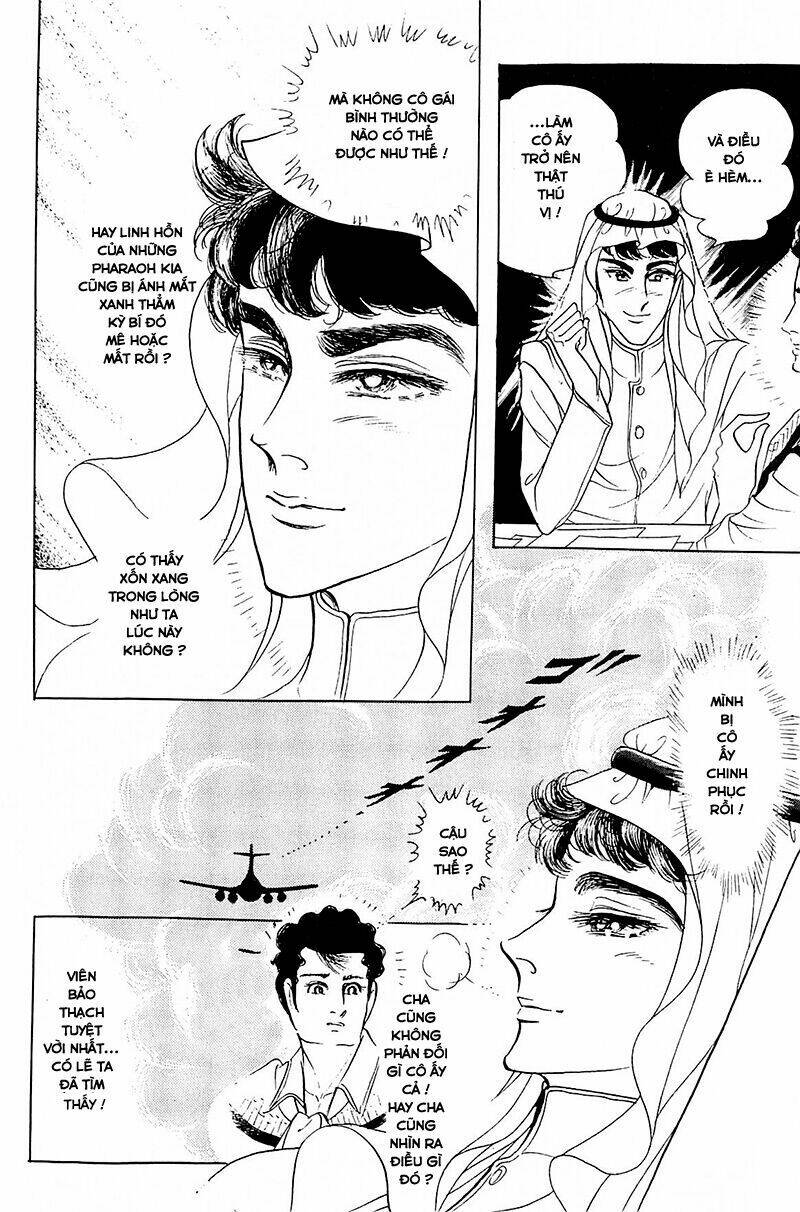 VÀ ĐIỀU
ĐÓ
È HÈM...
...LÀM
CÔ ẤY
TRỞ NÊN
THẬT
THÚ
VỊ !
MÀ KHÔNG CÔ GÁI
BÌNH THƯỜNG
NÀO CÓ THỂ
ĐƯỢC NHƯ THẾ !
HAY LINH HỒN
CỦA NHỮNG
PHARAOH KIA
CŨNG BỊ ÁNH MẮT
XANH THẲM
KỲ BÍ ĐÓ
MÊ HOẶC
MẤT RỒI ?
CÓ THẤY
XỐN XANG
TRONG LÒNG
NHƯ TA
LÚC NÀY
KHÔNG ?
MÌNH
BỊ
CÔ
ẤY
CHINH
PHỤC
RỒI !
ゴオオオ
CẬU
SAO
THẾ ?
CHA
CŨNG
KHÔNG
PHẢN ĐỐI
GÌ CÔ ẤY
CẢ !
HAY CHA
CŨNG
NHÌN RA
ĐIỀU GÌ
ĐÓ ?
VIÊN
BẢO
THẠCH
TUYỆT
VỜI NHẤT...
CÓ LẼ TA
ĐÃ TÌM
THẤY !